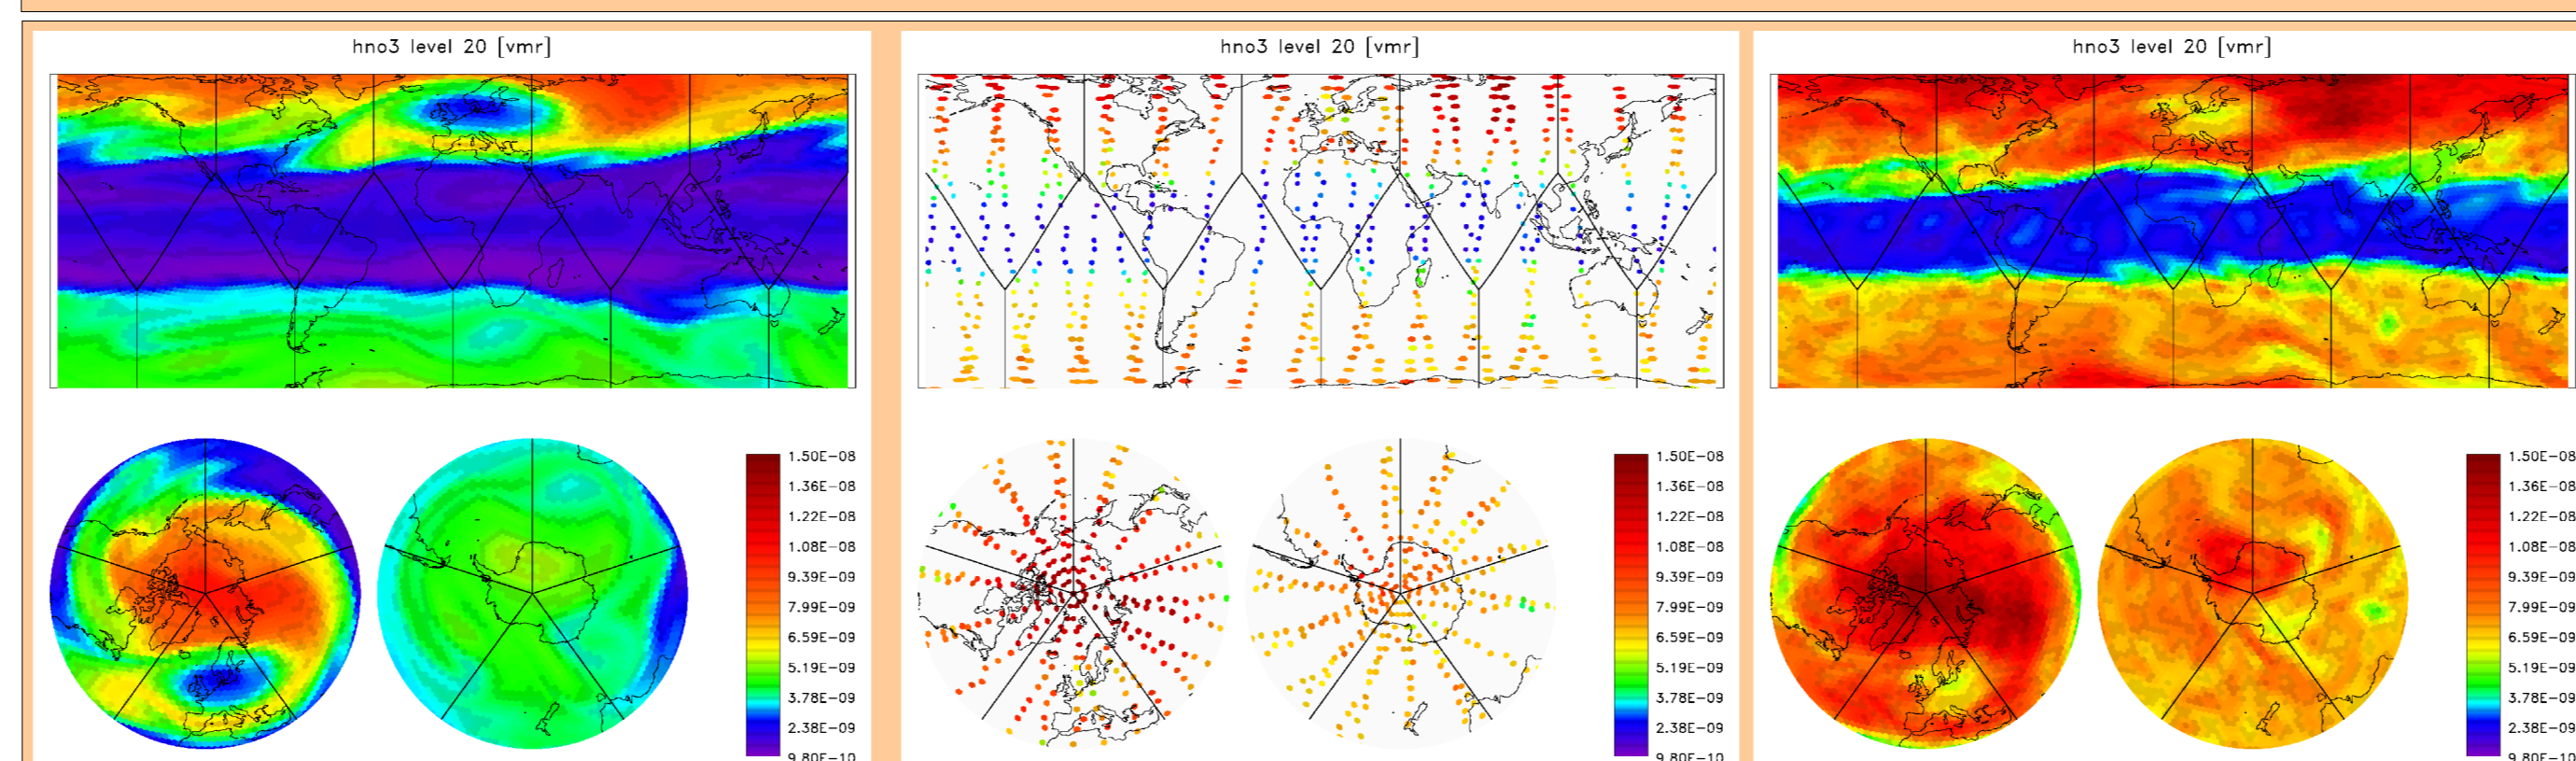 hno3 level 20 [vmr]
1.50E-08
1.36E-08
1.22E-08
1.08E-08
9.39E-09
7.99E-09
6.59E-09
5.19E-09
3.78E-09
2.38E-09
9.80E-10
hno3 level 20 [vmr]
1.50E-08
1.36E-08
1.22E-08
1.08E-08
9.39E-09
7.99E-09
6.59E-09
5.19E-09
3.78E-09
2.38E-09
9.80E-10
hno3 level 20 [vmr]
1.50E-08
1.36E-08
1.22E-08
1.08E-08
9.39E-09
7.99E-09
6.59E-09
5.19E-09
3.78E-09
2.38E-09
9.80E-10